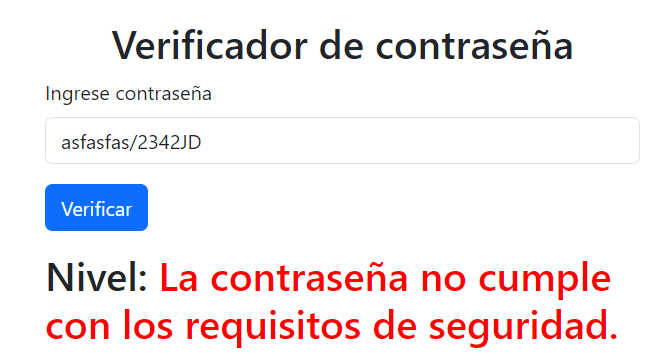 Verificador de contraseña
Ingrese contraseña
asfasfas/2342JD
Verificar
Nivel: La contraseña no cumple
con los requisitos de seguridad.